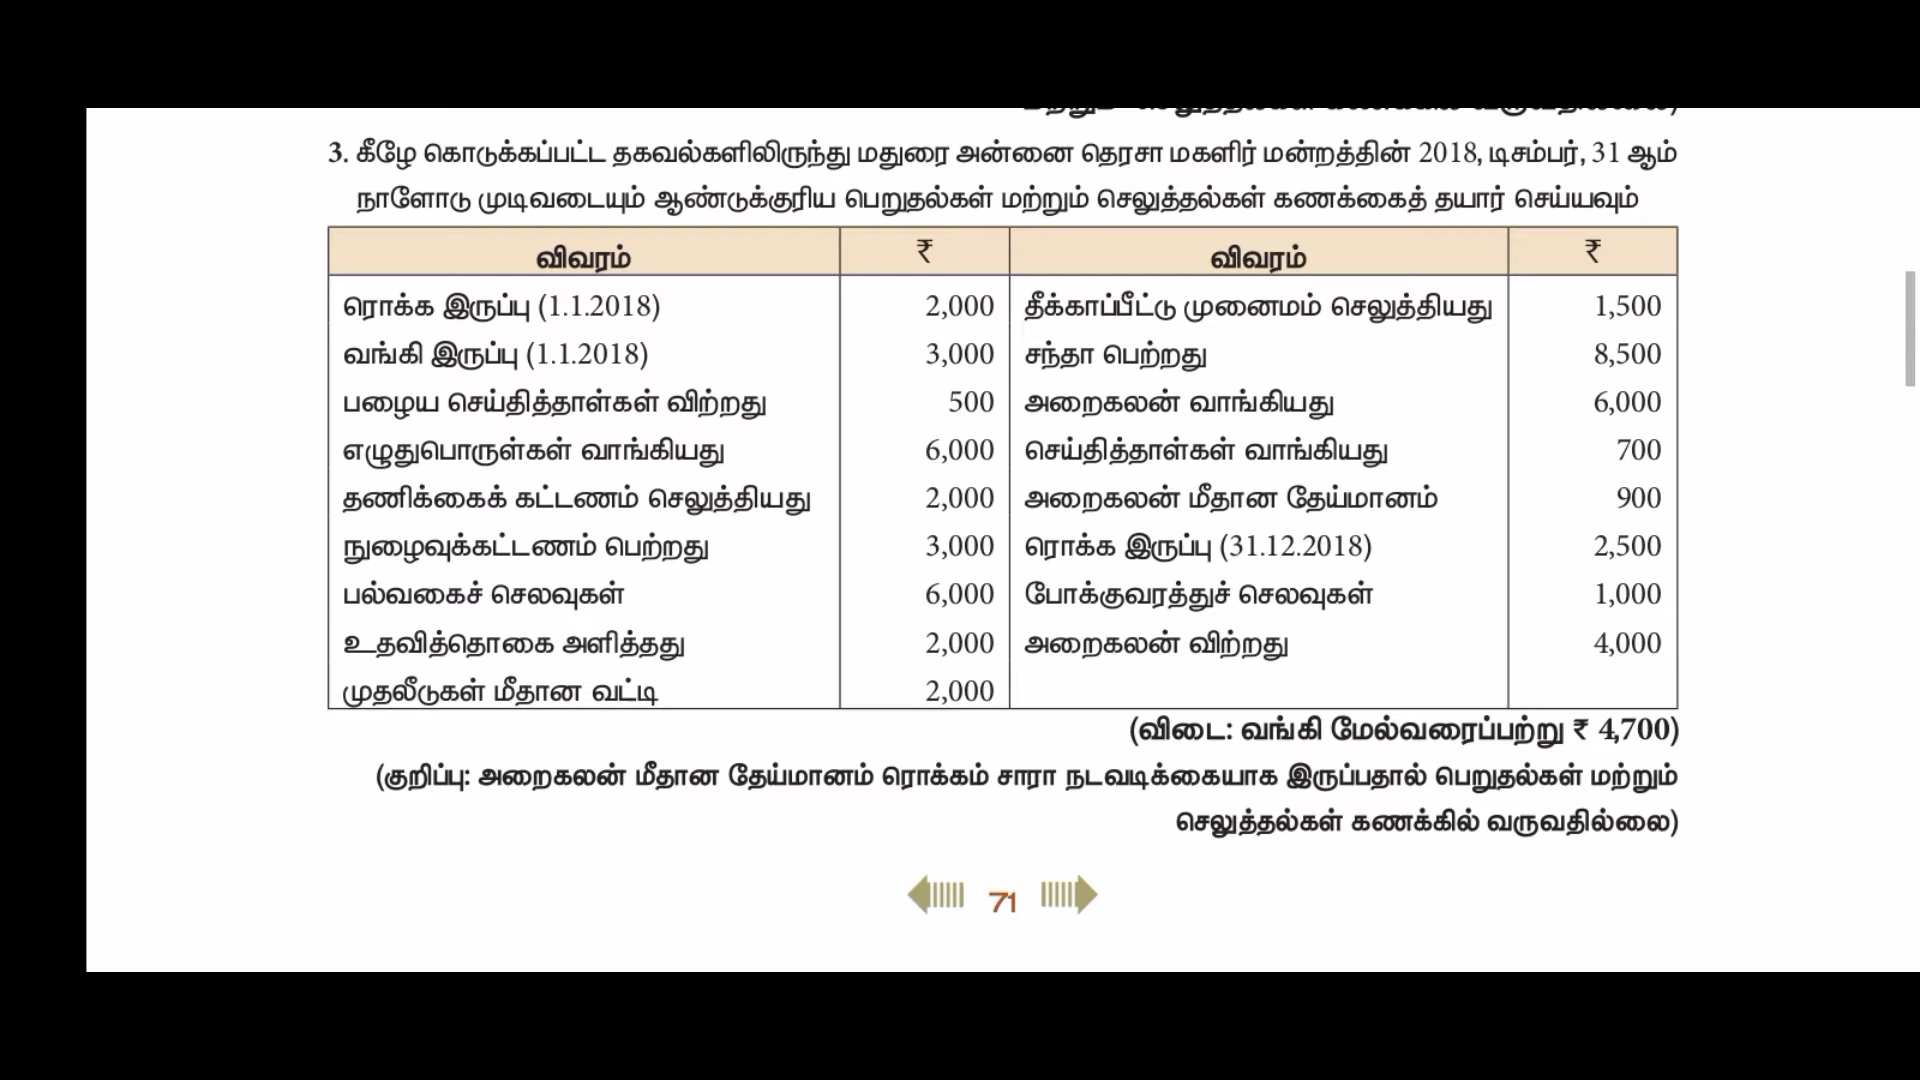 3. கீழே கொடுக்கப்பட்ட தகவல்களிலிருந்து மதுரை அன்னை தெரசா மகளிர் மன்றத்தின் 2018, டிசம்பர், 31 ஆம்
நாளோடு முடிவடையும் ஆண்டுக்குரிய பெறுதல்கள் மற்றும் செலுத்தல்கள் கணக்கைத் தயார் செய்யவும்
விவரம் ₹ விவரம் ₹
ரொக்க இருப்பு (1.1.2018) 2,000 தீக்காப்பீட்டு முனைமம் செலுத்தியது 1,500
வங்கி இருப்பு (1.1.2018) 3,000 சந்தா பெற்றது 8,500
பழைய செய்தித்தாள்கள் விற்றது 500 அறைகலன் வாங்கியது 6,000
எழுதுபொருள்கள் வாங்கியது 6,000 செய்தித்தாள்கள் வாங்கியது 700
தணிக்கைக் கட்டணம் செலுத்தியது 2,000 அறைகலன் மீதான தேய்மானம் 900
நுழைவுக்கட்டணம் பெற்றது 3,000 ரொக்க இருப்பு (31.12.2018) 2,500
பல்வகைச் செலவுகள் 6,000 போக்குவரத்துச் செலவுகள் 1,000
உதவித்தொகை அளித்தது 2,000 அறைகலன் விற்றது 4,000
முதலீடுகள் மீதான வட்டி 2,000
(விடை: வங்கி மேல்வரைப்பற்று ₹ 4,700)
(குறிப்பு: அறைகலன் மீதான தேய்மானம் ரொக்கம் சாரா நடவடிக்கையாக இருப்பதால் பெறுதல்கள் மற்றும்
செலுத்தல்கள் கணக்கில் வருவதில்லை)
71